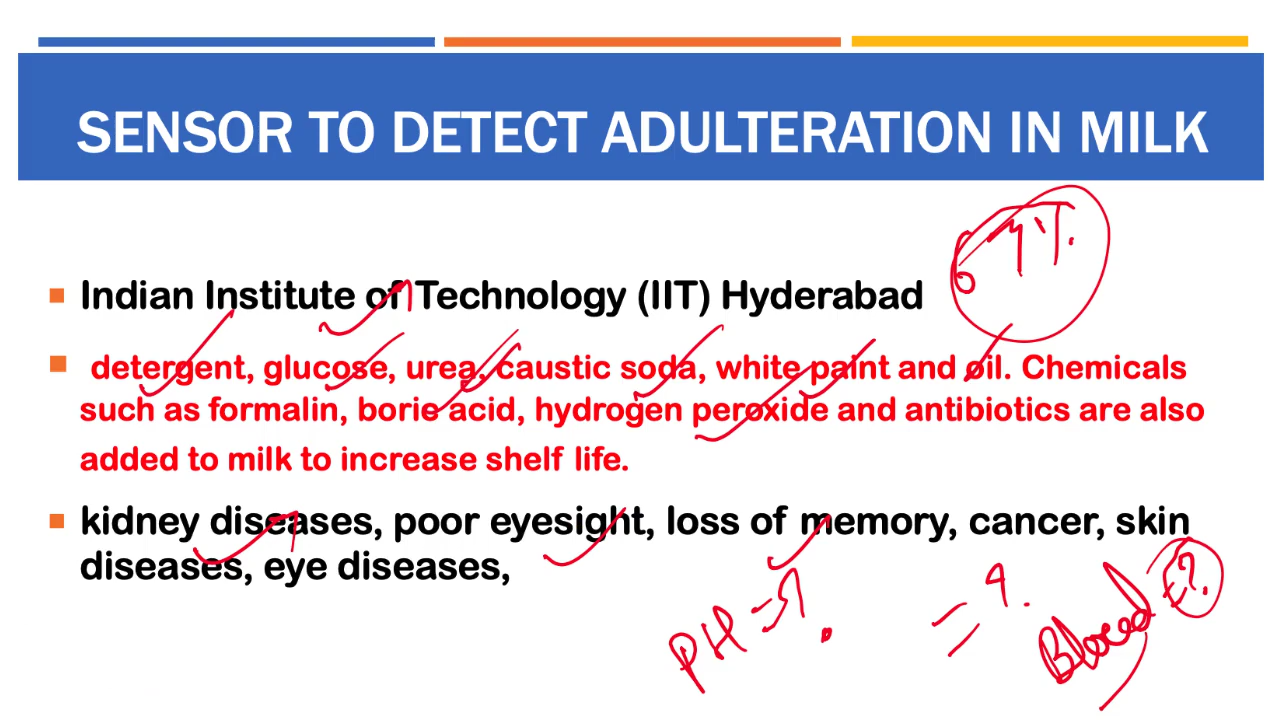 SENSOR TO DETECT ADULTERATION IN MILK
Indian Institute of Technology (IIT) Hyderabad
detergent, glucose, urea, caustic soda, white paint and oil. Chemicals
such as formalin, boric acid, hydrogen peroxide and antibiotics are also
added to milk to increase shelf life.
kidney diseases, poor eyesight, loss of memory, cancer, skin
diseases, eye diseases,
PH = ?
= ?
Blood = ?